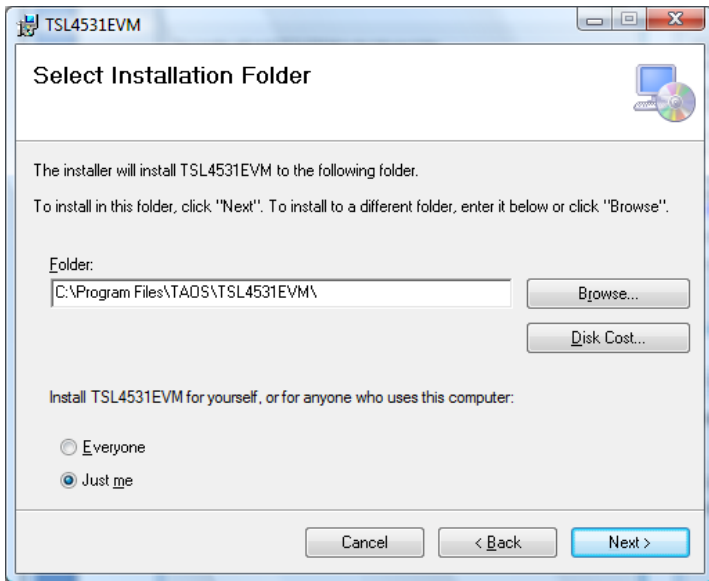 TSL4531EVM
Select Installation Folder
The installer will install TSL4531EVM to the following folder.
To install in this folder, click "Next". To install to a different folder, enter it below or click "Browse".
Folder:
C:\Program Files\TAOS\TSL4531EVM\
Browse...
Disk Cost...
Install TSL4531EVM for yourself, or for anyone who uses this computer:
Everyone
Just me
Cancel
< Back
Next >